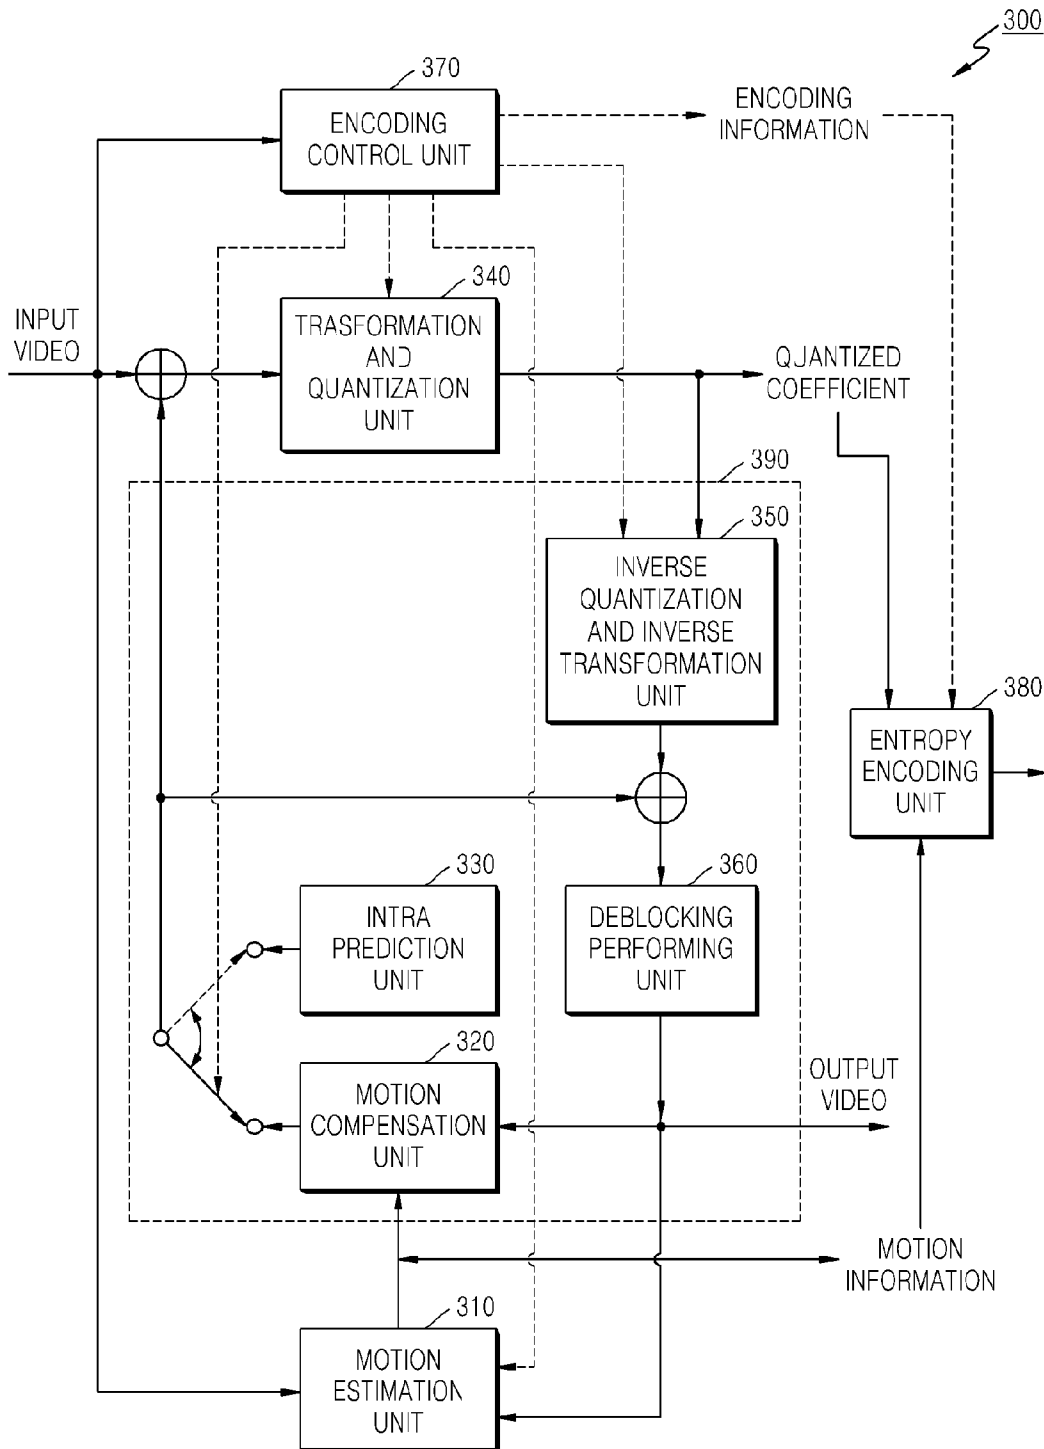 300
370
ENCODING
CONTROL UNIT
ENCODING
INFORMATION
340
INPUT
VIDEO
TRASFORMATION
AND
QUANTIZATION
UNIT
QUANTIZED
COEFFICIENT
390
350
INVERSE
QUANTIZATION
AND INVERSE
TRANSFORMATION
UNIT
380
ENTROPY
ENCODING
UNIT
330
INTRA
PREDICTION
UNIT
360
DEBLOCKING
PERFORMING
UNIT
320
MOTION
COMPENSATION
UNIT
OUTPUT
VIDEO
MOTION
INFORMATION
310
MOTION
ESTIMATION
UNIT